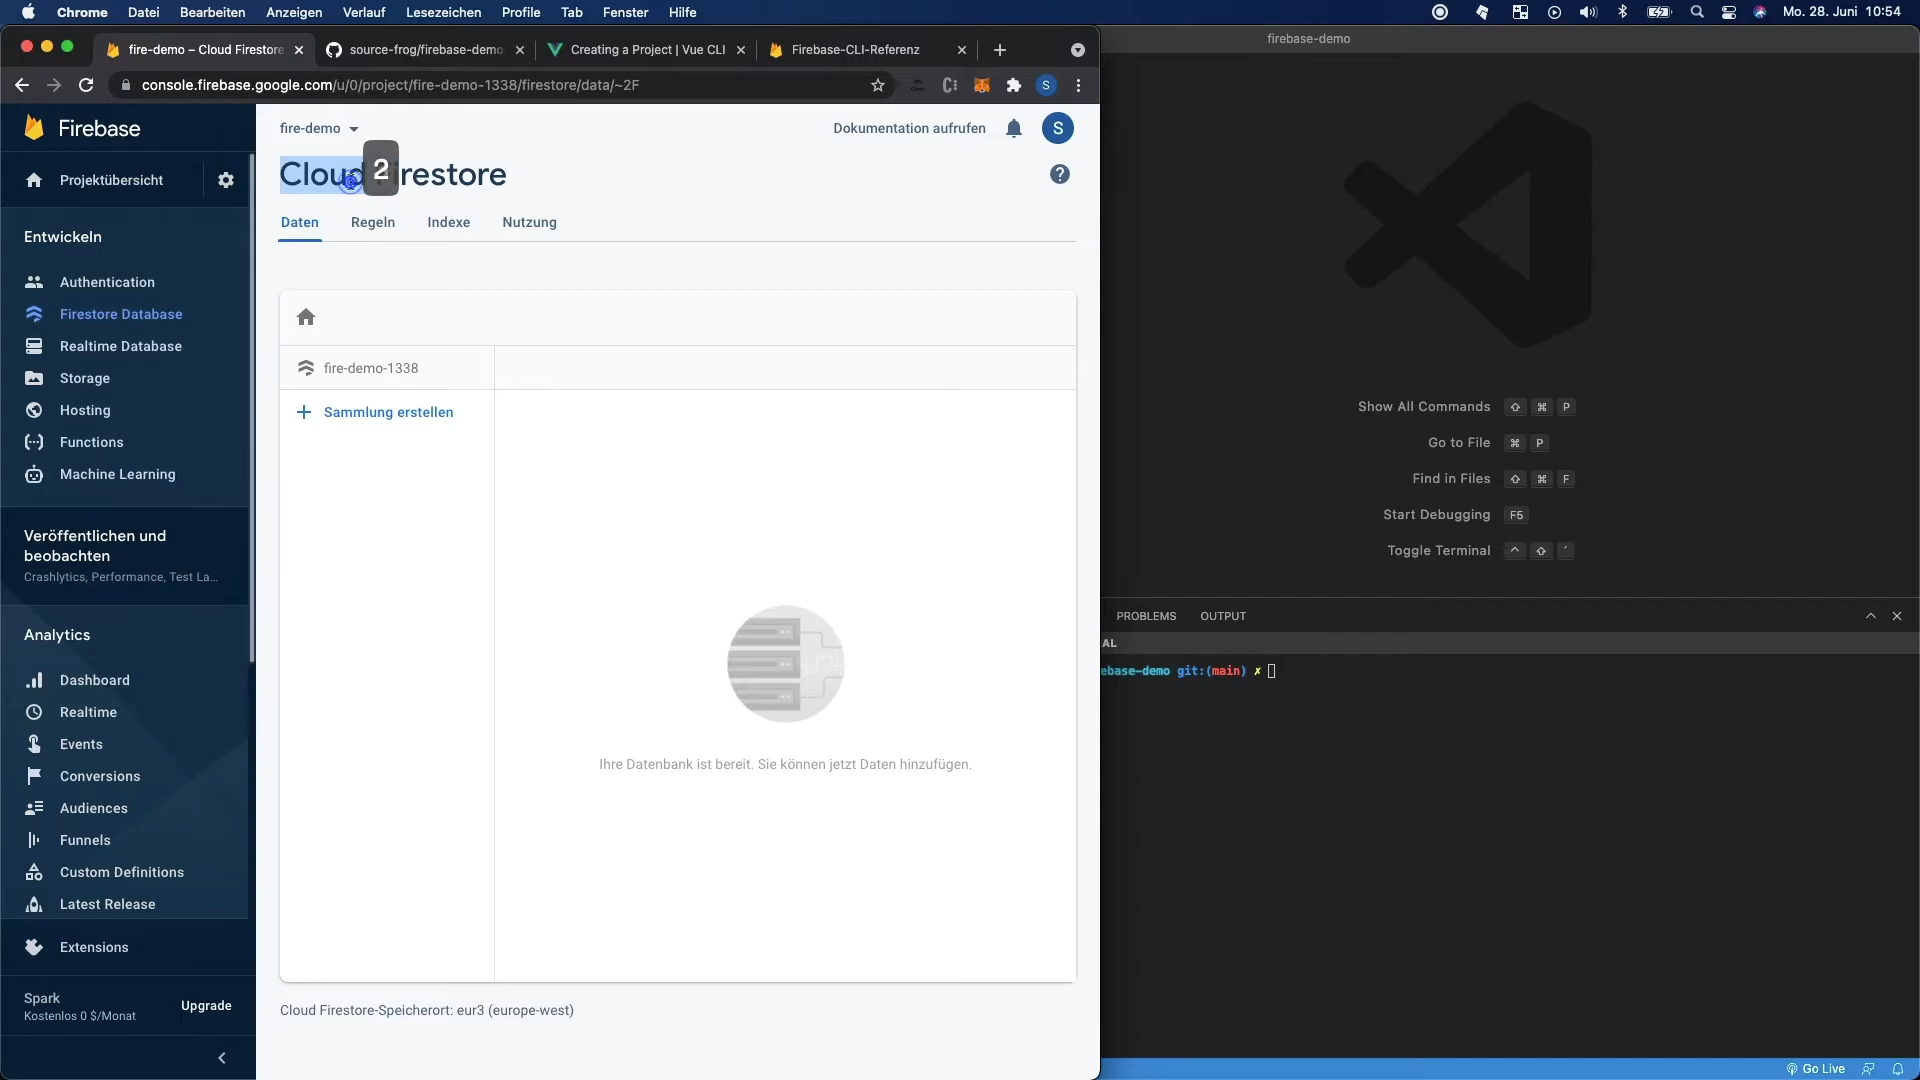 Chrome Datei Bearbeiten Anzeigen Verlauf Lesezeichen Profile Tab Fenster Hilfe Mo. 28. Juni 10:54
fire-demo – Cloud Firestore source-frog/firebase-demo Creating a Project | Vue CLI Firebase-CLI-Referenz
firebase-demo
console.firebase.google.com/u/0/project/fire-demo-1338/firestore/data/~2F
S
Firebase
fire-demo
Dokumentation aufrufen
S
Projektübersicht
Cloud Firestore
2
Daten Regeln Indexe Nutzung
Entwickeln
Authentication
Firestore Database
Realtime Database
Storage
Hosting
Functions
Machine Learning
fire-demo-1338
Sammlung erstellen
Ihre Datenbank ist bereit. Sie können jetzt Daten hinzufügen.
Cloud Firestore-Speicherort: eur3 (europe-west)
Veröffentlichen und
beobachten
Crashlytics, Performance, Test La...
Analytics
Dashboard
Realtime
Events
Conversions
Audiences
Funnels
Custom Definitions
Latest Release
Extensions
Spark
Kostenlos 0 $/Monat
Upgrade
Show All Commands ⇧ ⌘ P
Go to File ⌘ P
Find in Files ⇧ ⌘ F
Start Debugging F5
Toggle Terminal ^ ⇧ ´
PROBLEMS OUTPUT
AL
ebase-demo git:(main) ✗
Go Live